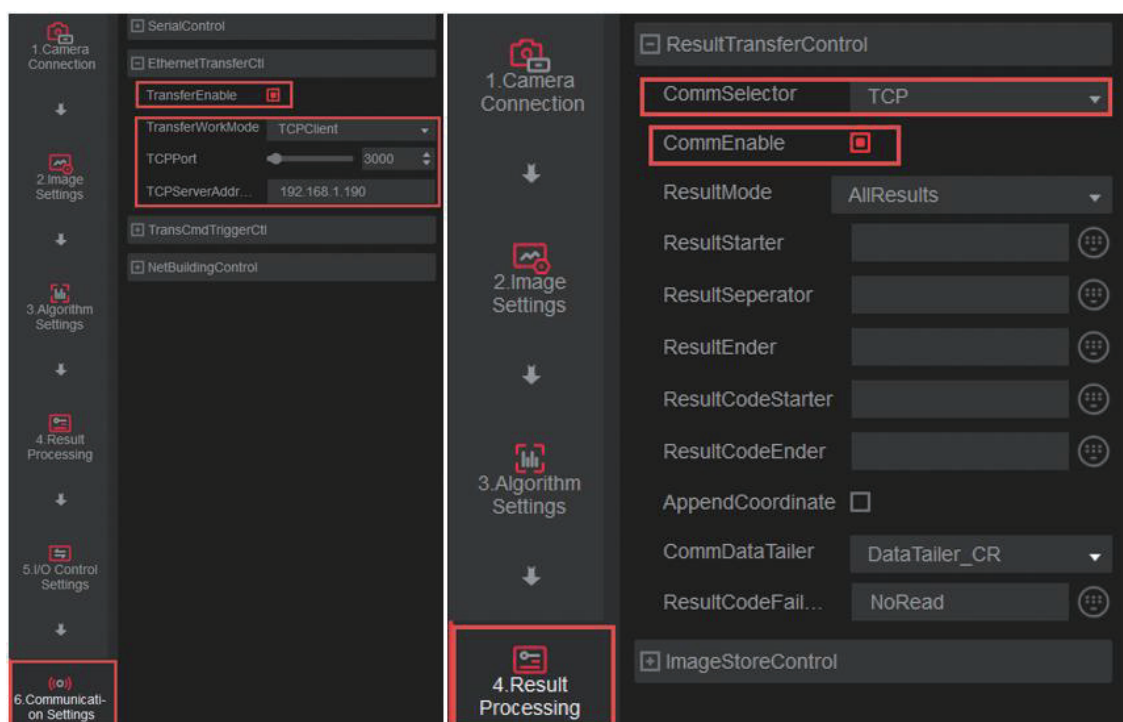 1.Camera
Connection
2.Image
Settings
3.Algorithm
Settings
4.Result
Processing
5.I/O Control
Settings
6.Communicati-
on Settings
SerialControl
EthernetTransferCtl
TransferEnable
TransferWorkMode TCPClient
TCPPort 3000
TCPServerAddr... 192.168.1.190
TransCmdTriggerCtl
NetBuildingControl
1.Camera
Connection
2.Image
Settings
3.Algorithm
Settings
4.Result
Processing
ResultTransferControl
CommSelector TCP
CommEnable
ResultMode AllResults
ResultStarter
ResultSeperator
ResultEnder
ResultCodeStarter
ResultCodeEnder
AppendCoordinate
CommDataTailer DataTailer_CR
ResultCodeFail... NoRead
ImageStoreControl